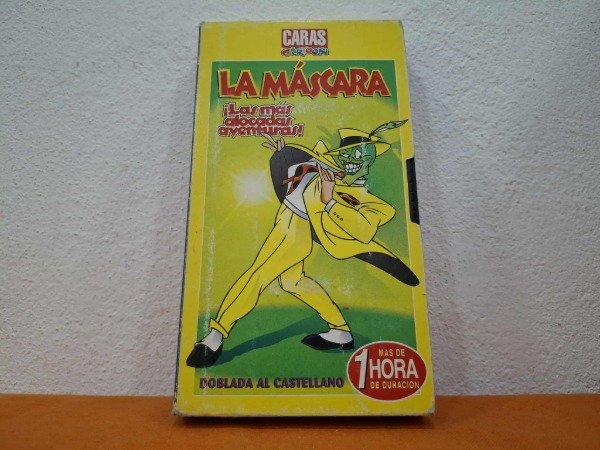 CARAS
LA MÁSCARA
¡Las más
alocadas
aventuras!
DOBLADA AL CASTELLANO
MAS DE
1 HORA
DE DURACION